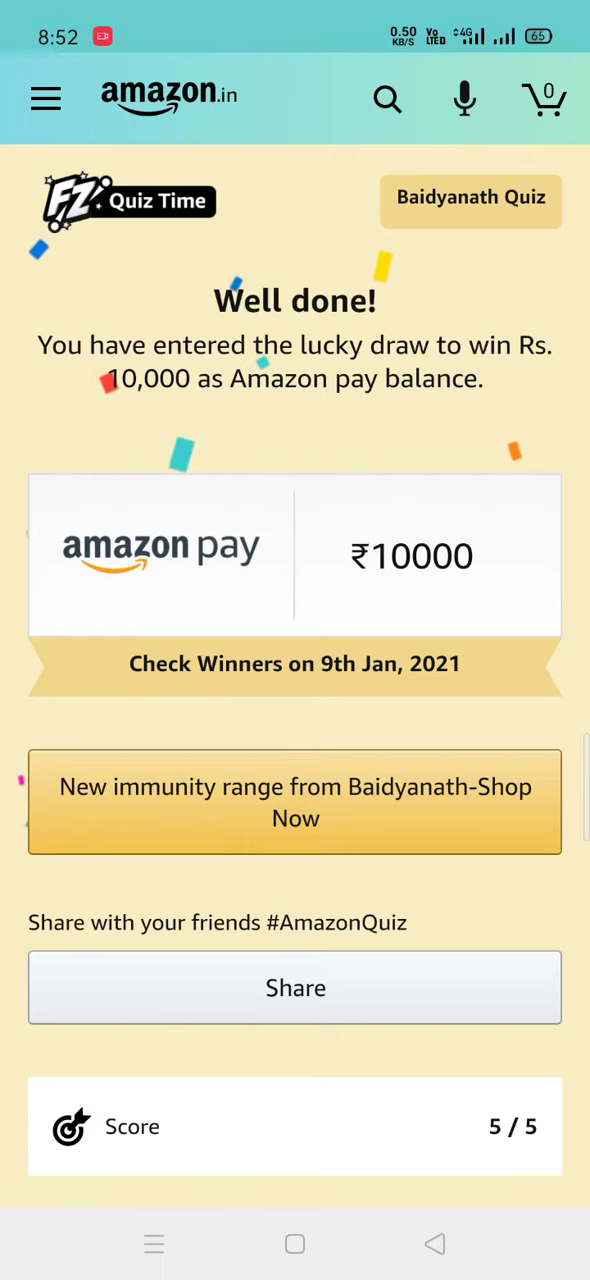 8:52
0.50
KB/S
Vo
LTED
4G
65
amazon.in
0
FZ Quiz Time
Baidyanath Quiz
Well done!
You have entered the lucky draw to win Rs.
10,000 as Amazon pay balance.
amazon pay
₹10000
Check Winners on 9th Jan, 2021
New immunity range from Baidyanath-Shop
Now
Share with your friends #AmazonQuiz
Share
Score
5 / 5